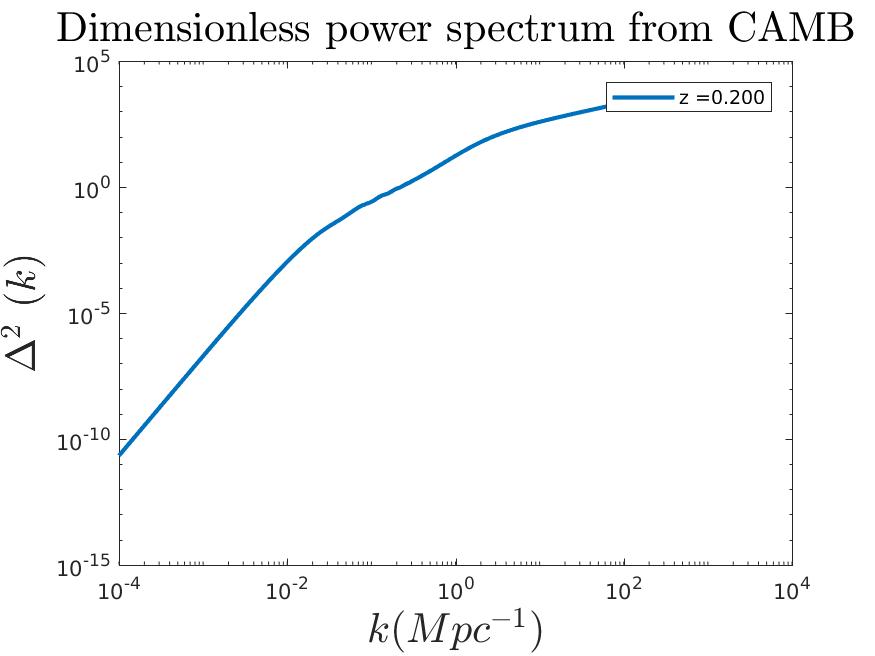 Dimensionless power spectrum from CAMB
10^5
z =0.200
10^0
Δ^2 (k)
10^-5
10^-10
10^-15
10^-4 10^-2 10^0 10^2 10^4
k(Mpc^−1)